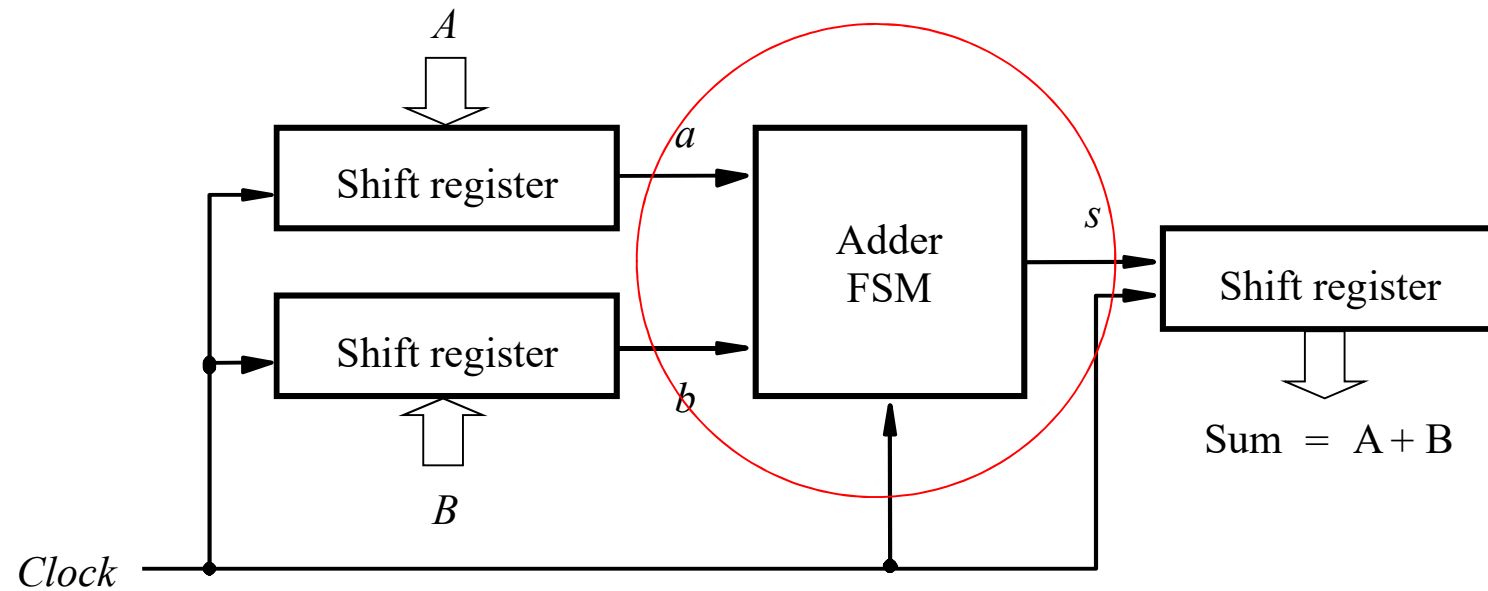 A
Shift register
a
Adder
FSM
s
Shift register
Shift register
b
B
Sum = A + B
Clock